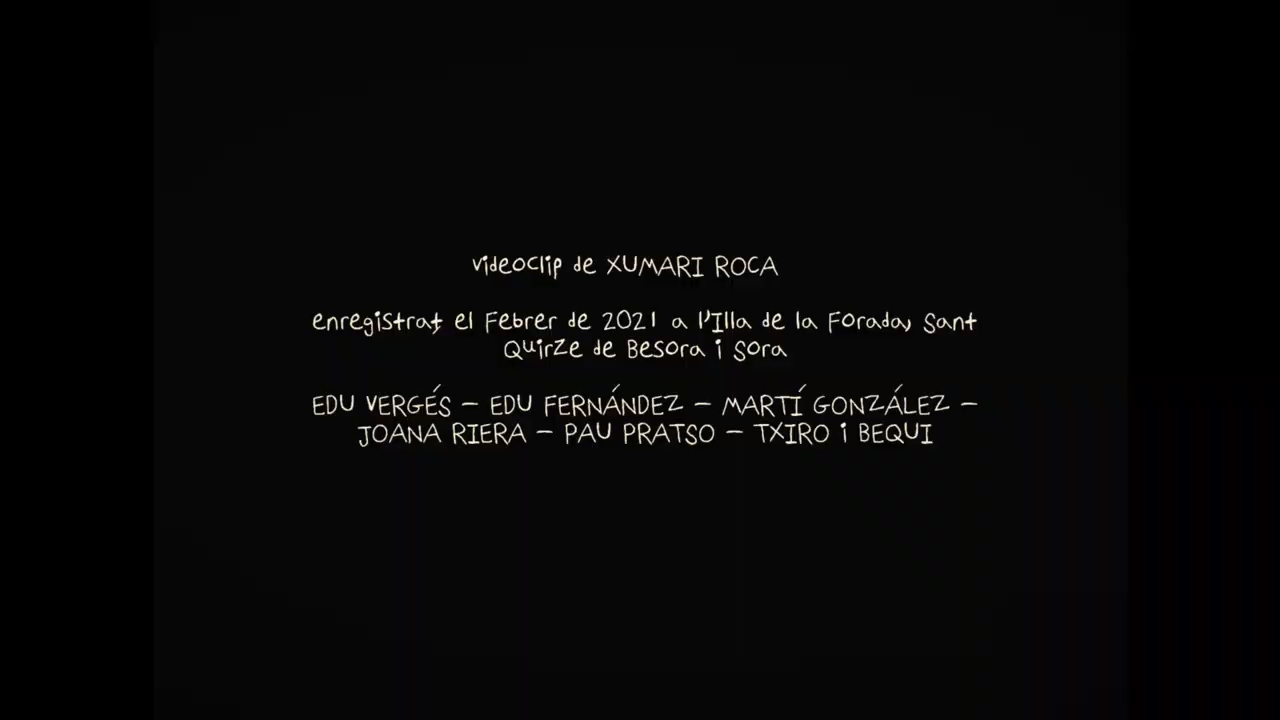 videoclip de XUMARI ROCA
enregistrat el Febrer de 2021 a l'Illa de la Forada, Sant
Quirze de Besora i Sora
EDU VERGÉS – EDU FERNÁNDEZ – MARTÍ GONZÁLEZ –
JOANA RIERA – PAU PRATSO – TXIRO i BEQUI